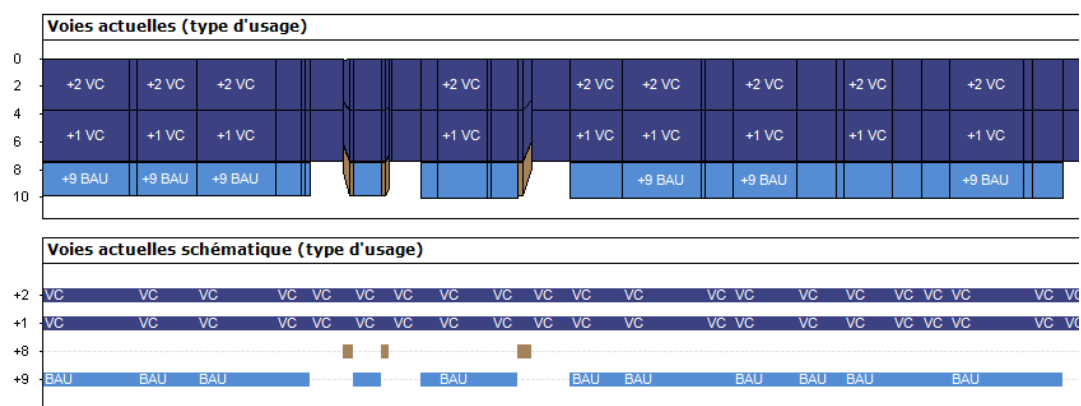 Voies actuelles (type d'usage)
0
2 +2 VC +2 VC +2 VC +2 VC +2 VC +2 VC +2 VC +2 VC +2 VC
4
6 +1 VC +1 VC +1 VC +1 VC +1 VC +1 VC +1 VC +1 VC +1 VC
8
+9 BAU +9 BAU +9 BAU +9 BAU +9 BAU +9 BAU
10
Voies actuelles schématique (type d'usage)
+2 VC VC VC VC VC VC VC VC VC VC VC VC VC VC VC VC VC VC VC VC VC
+1 VC VC VC VC VC VC VC VC VC VC VC VC VC VC VC VC VC VC VC VC VC
+8
+9 BAU BAU BAU BAU BAU BAU BAU BAU BAU BAU